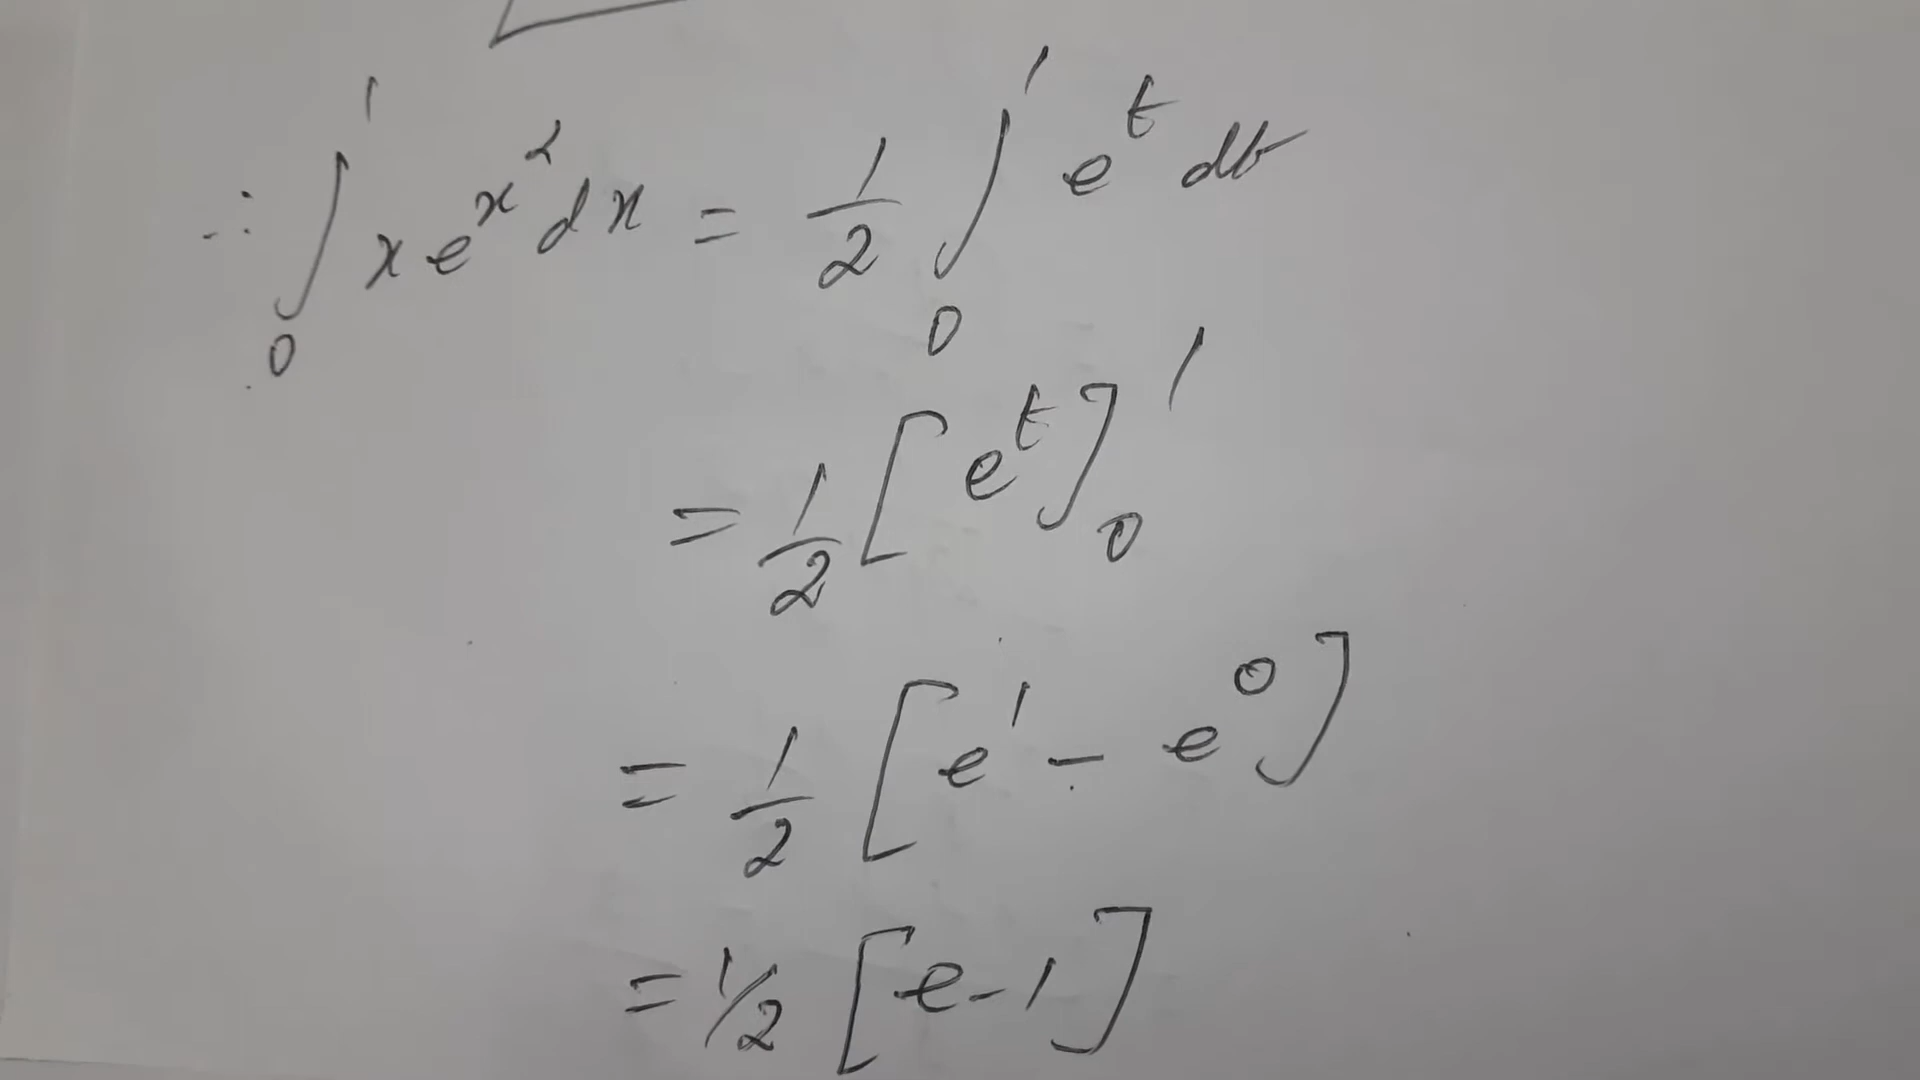 ∴ ∫₀¹ x e^{x²} dx = 1/2 ∫₀¹ e^t dt
= 1/2 [e^t]₀¹
= 1/2 [e¹ - e⁰]
= 1/2 [e - 1]